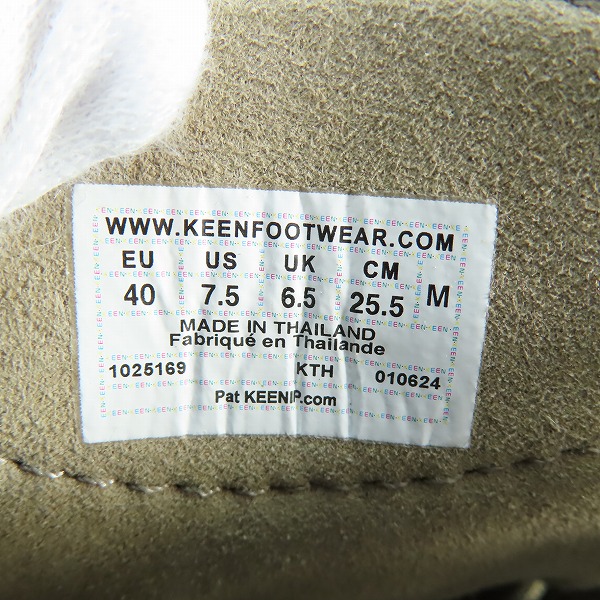 WWW.KEENFOOTWEAR.COM
EU US UK CM
40 7.5 6.5 25.5 M
MADE IN THAILAND
Fabriqué en Thaïlande
1025169 KTH 010624
Pat KEENIP.com